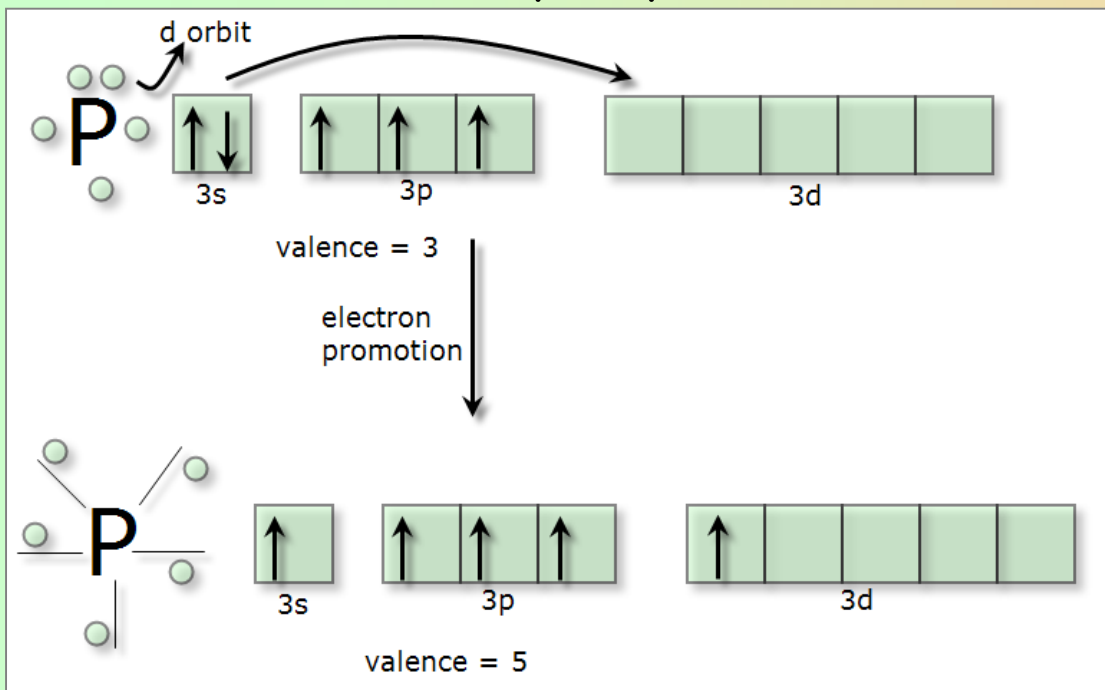 d orbit
P
3s
3p
3d
valence = 3
electron
promotion
P
3s
3p
3d
valence = 5